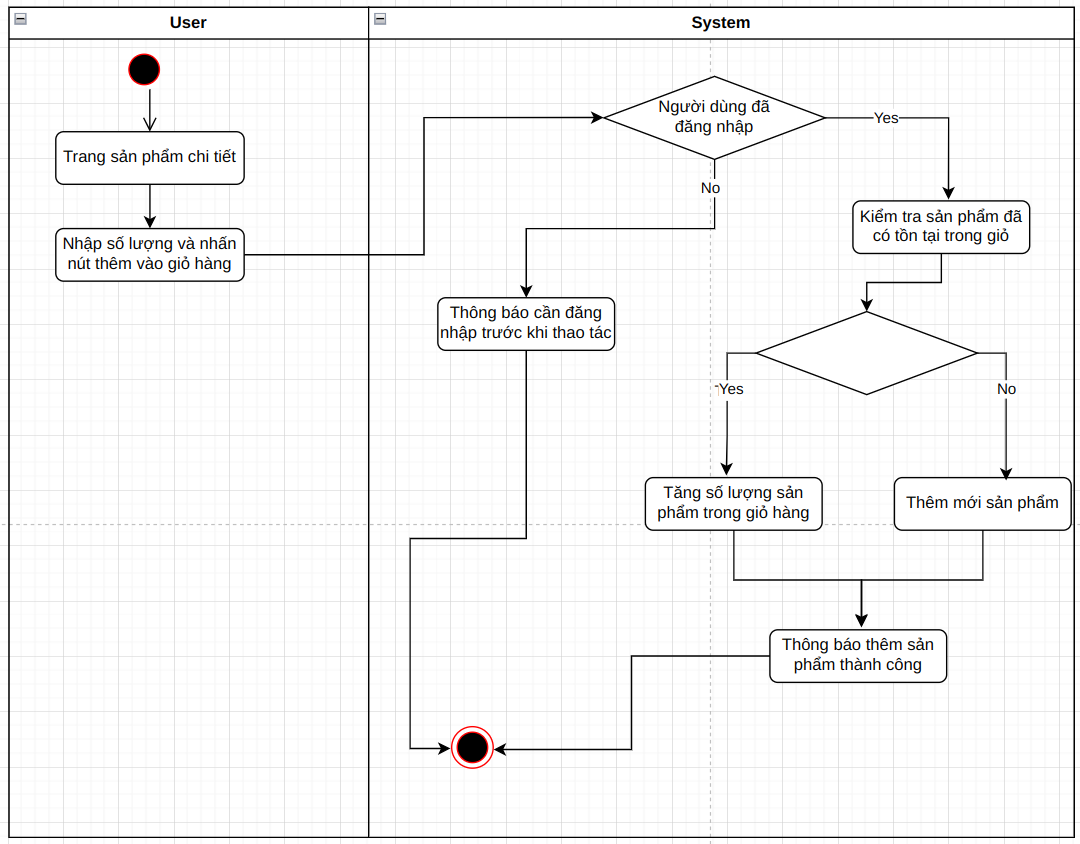 User
System
Trang sản phẩm chi tiết
Nhập số lượng và nhấn
nút thêm vào giỏ hàng
Người dùng đã
đăng nhập
Yes
No
Kiểm tra sản phẩm đã
có tồn tại trong giỏ
Thông báo cần đăng
nhập trước khi thao tác
Yes
No
Tăng số lượng sản
phẩm trong giỏ hàng
Thêm mới sản phẩm
Thông báo thêm sản
phẩm thành công